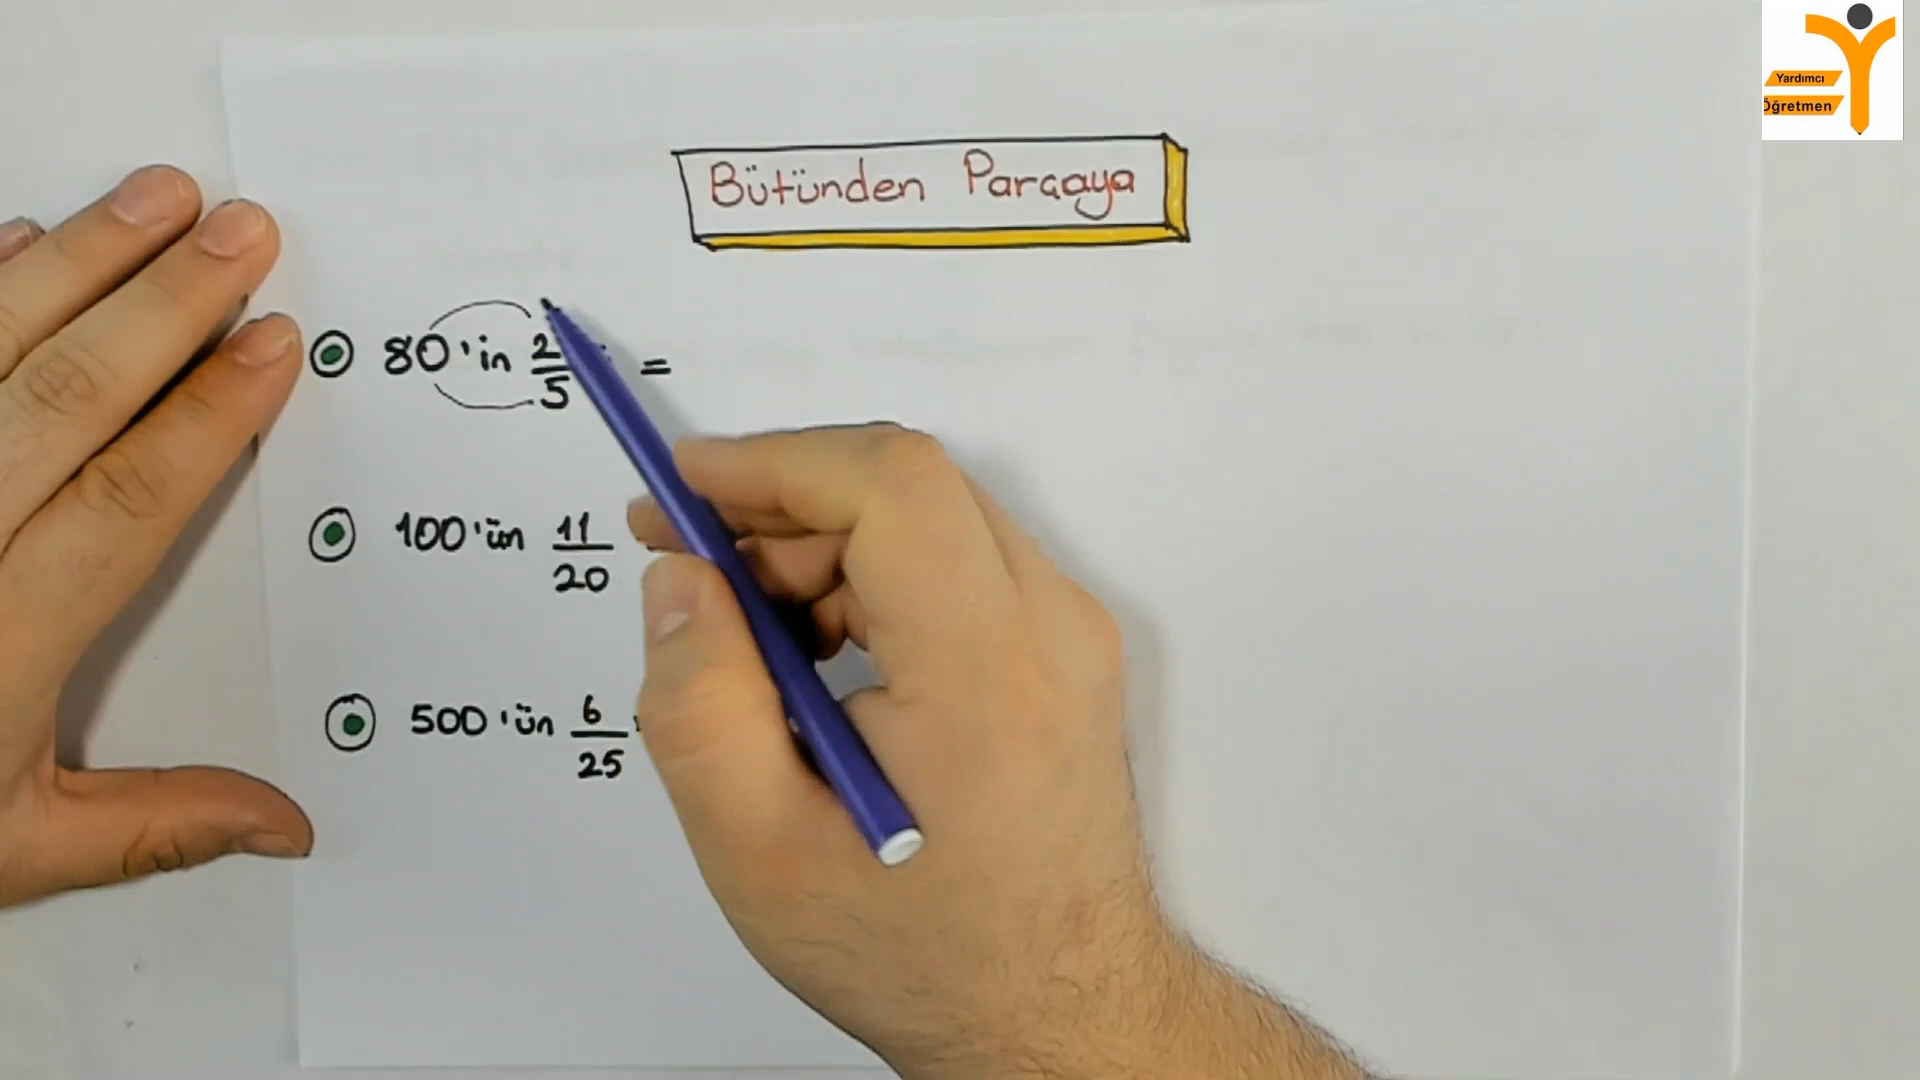 Yardımcı
Öğretmen
Bütünden Parçaya
80'in 2/5 =
100'ün 11/20
500'ün 6/25